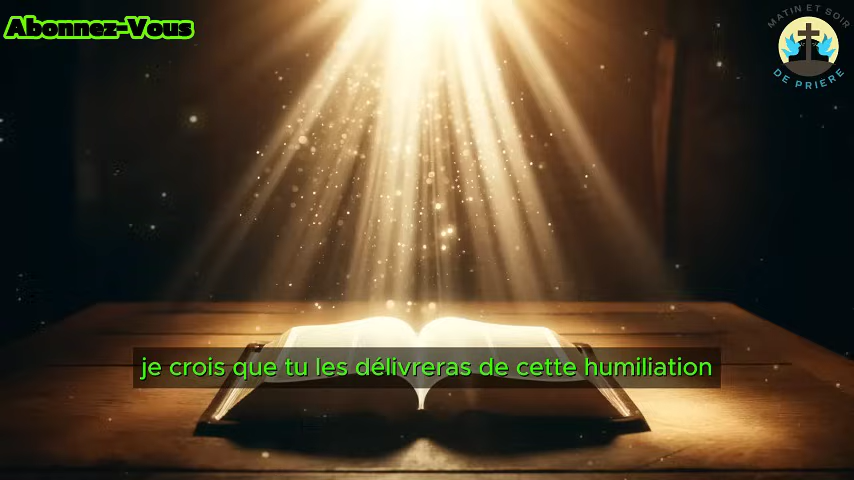 Abonnez-Vous
MATIN ET SOIR
DE PRIERE
je crois que tu les délivreras de cette humiliation